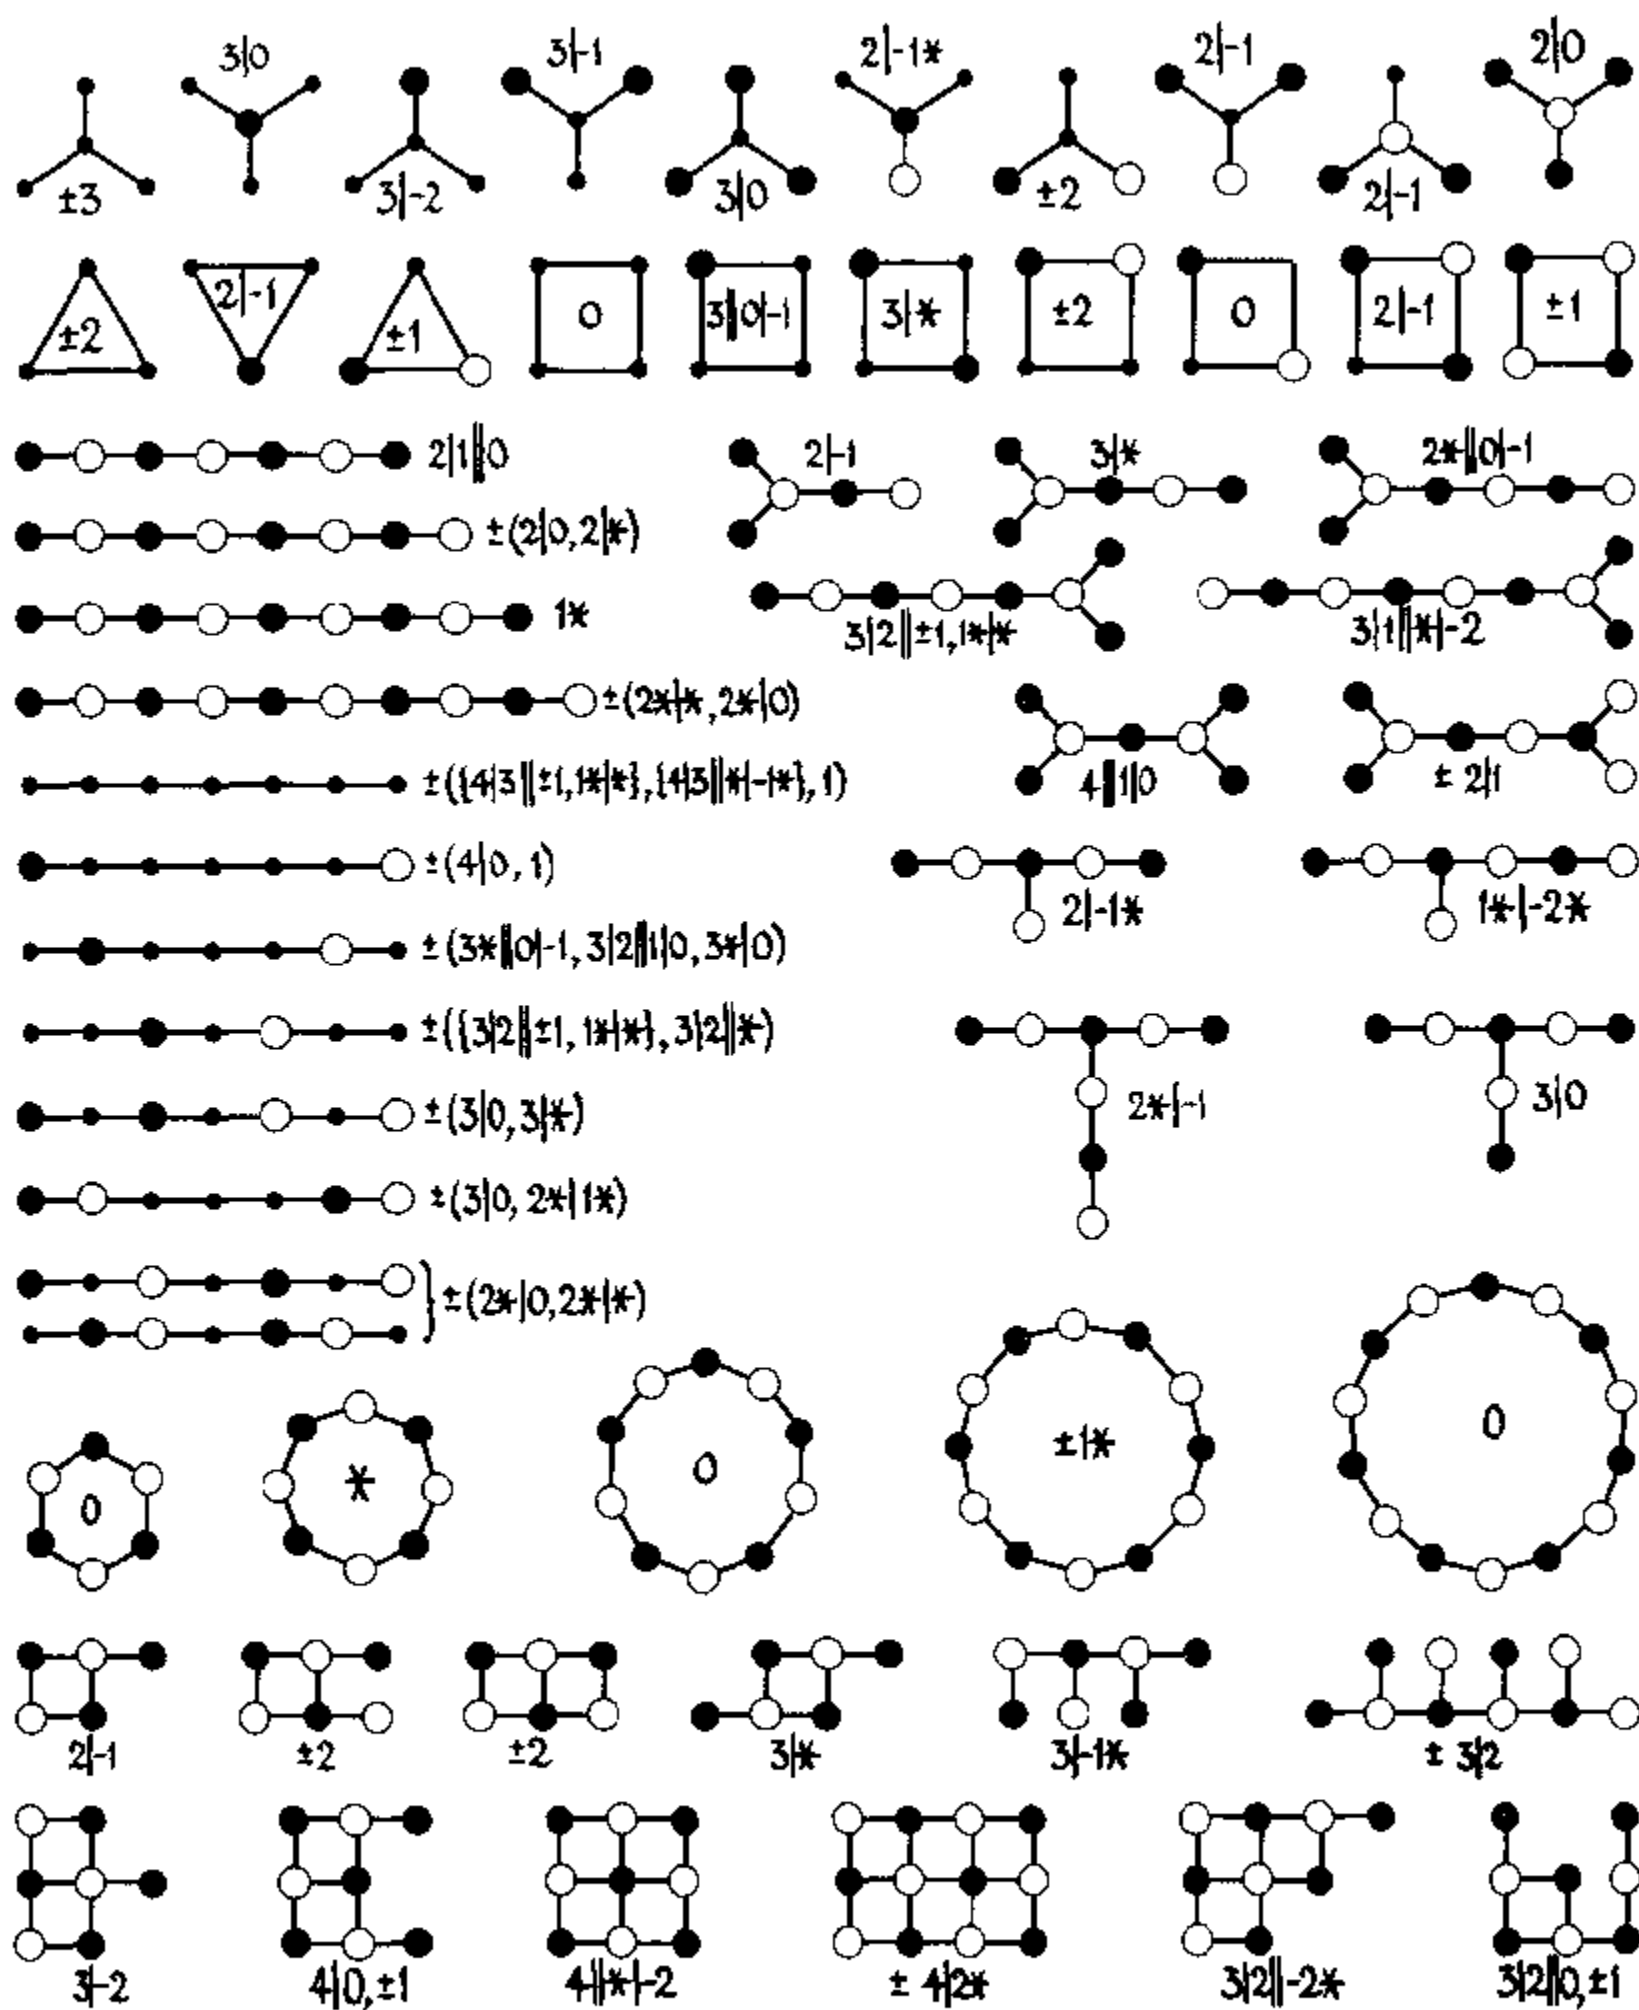 3|0 3|-1 2|-1* 2|-1 2|0
±3 3|-2 3|0 ±2 2|-1
±2 2|-1 ±1 0 3||0|-1 3|* ±2 0 2|-1 ±1
2|1||0 2|-1 3|* 2*||0|-1
±(2|0,2|*)
1* 3|2||±1,1*|* 3|1||*|-2
±(2*|*,2*|0)
±({4|3||±1,1*|*},{4|3||*|-1*},1) 4||1|0 ± 2|1
±(4|0, 1)
2|-1* 1*|-2*
±(3*||0|-1, 3|2||1|0, 3*|0)
±({3|2||±1, 1*|*}, 3|2||*)
±(3|0, 3|*) 2*|-1 3|0
±(3|0, 2*|1*)
±(2*|0,2*|*)
0 * 0 ±1* 0
2|-1 ±2 ±2 3|* 3|-1* ± 3|2
3|-2 4|0,±1 4||*|-2 ± 4|2* 3|2||-2* 3|2||0,±1